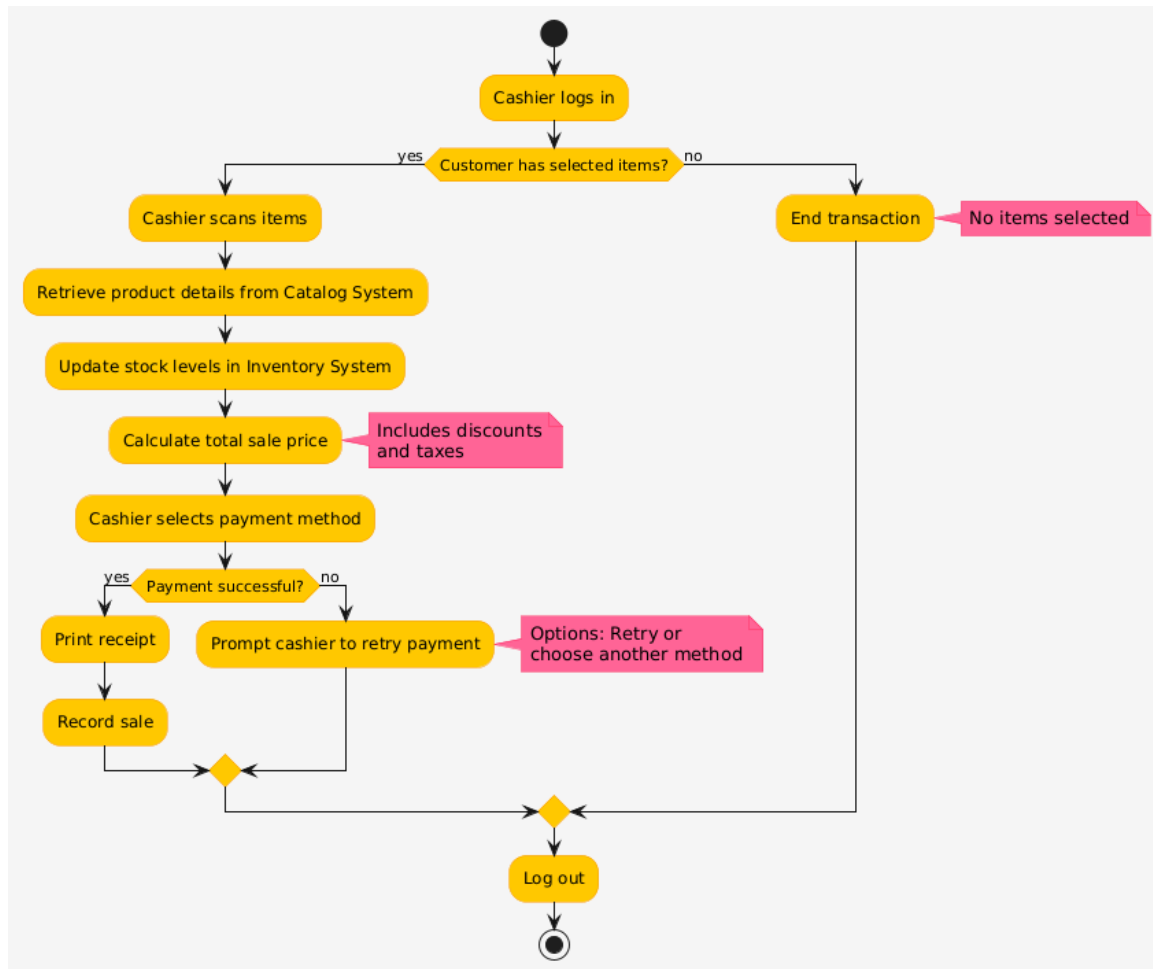 Cashier logs in
yes
Customer has selected items?
no
Cashier scans items
End transaction
No items selected
Retrieve product details from Catalog System
Update stock levels in Inventory System
Calculate total sale price
Includes discounts
and taxes
Cashier selects payment method
yes
Payment successful?
no
Print receipt
Prompt cashier to retry payment
Options: Retry or
choose another method
Record sale
Log out